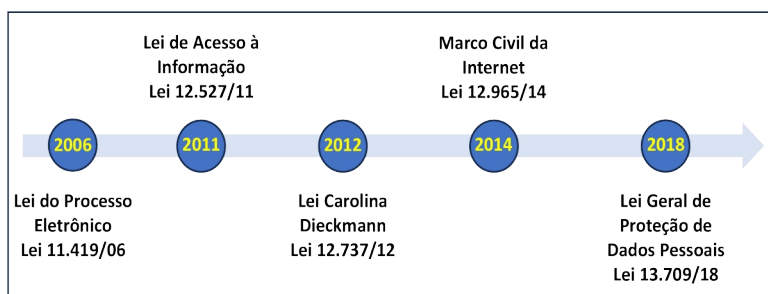 Lei de Acesso à
Informação
Lei 12.527/11
Marco Civil da
Internet
Lei 12.965/14
2006
2011
2012
2014
2018
Lei do Processo
Eletrônico
Lei 11.419/06
Lei Carolina
Dieckmann
Lei 12.737/12
Lei Geral de
Proteção de
Dados Pessoais
Lei 13.709/18